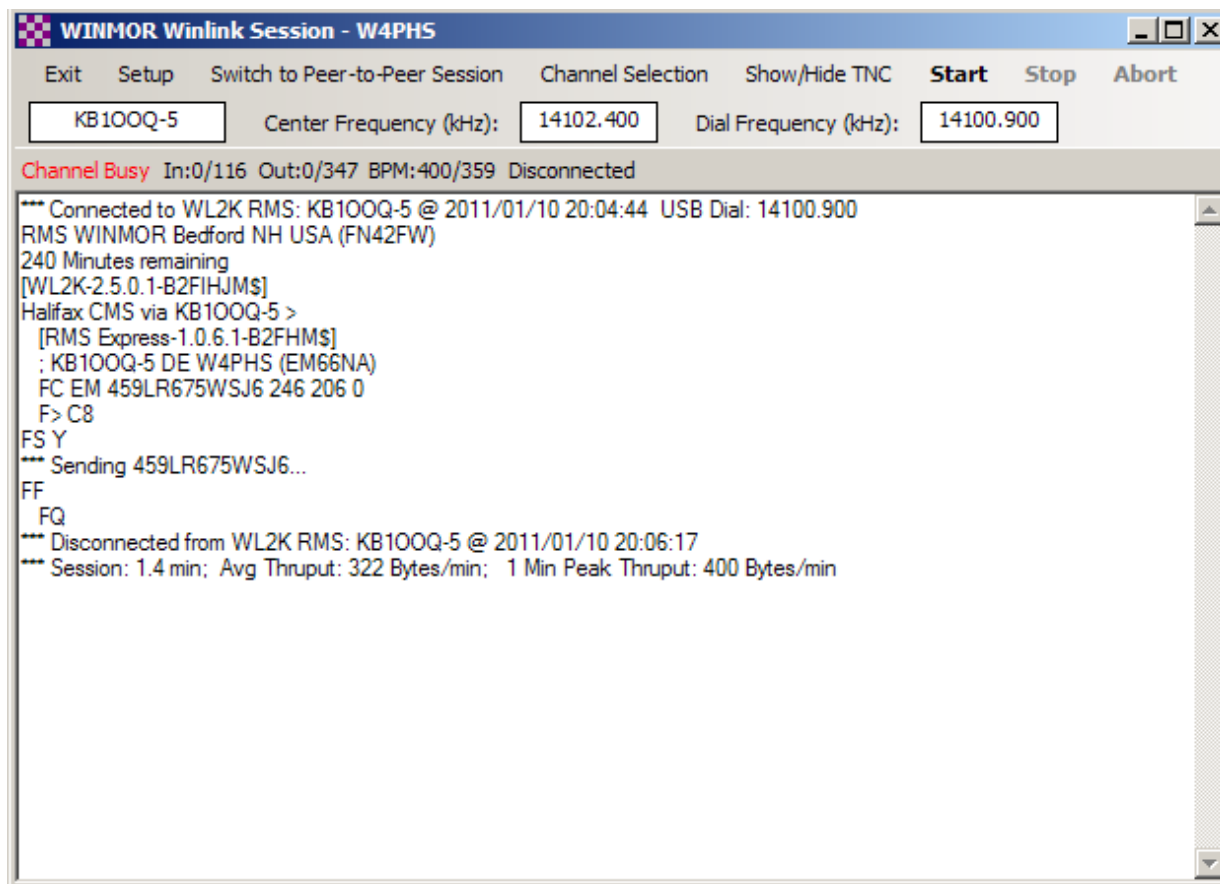 WINMOR Winlink Session - W4PHS
Exit Setup Switch to Peer-to-Peer Session Channel Selection Show/Hide TNC Start Stop Abort
KB1OOQ-5 Center Frequency (kHz): 14102.400 Dial Frequency (kHz): 14100.900
Channel Busy In:0/116 Out:0/347 BPM:400/359 Disconnected
*** Connected to WL2K RMS: KB1OOQ-5 @ 2011/01/10 20:04:44 USB Dial: 14100.900
RMS WINMOR Bedford NH USA (FN42FW)
240 Minutes remaining
[WL2K-2.5.0.1-B2FIHJM$]
Halifax CMS via KB1OOQ-5 >
[RMS Express-1.0.6.1-B2FHM$]
; KB1OOQ-5 DE W4PHS (EM66NA)
FC EM 459LR675WSJ6 246 206 0
F> C8
FS Y
*** Sending 459LR675WSJ6...
FF
FQ
*** Disconnected from WL2K RMS: KB1OOQ-5 @ 2011/01/10 20:06:17
*** Session: 1.4 min; Avg Thruput: 322 Bytes/min; 1 Min Peak Thruput: 400 Bytes/min